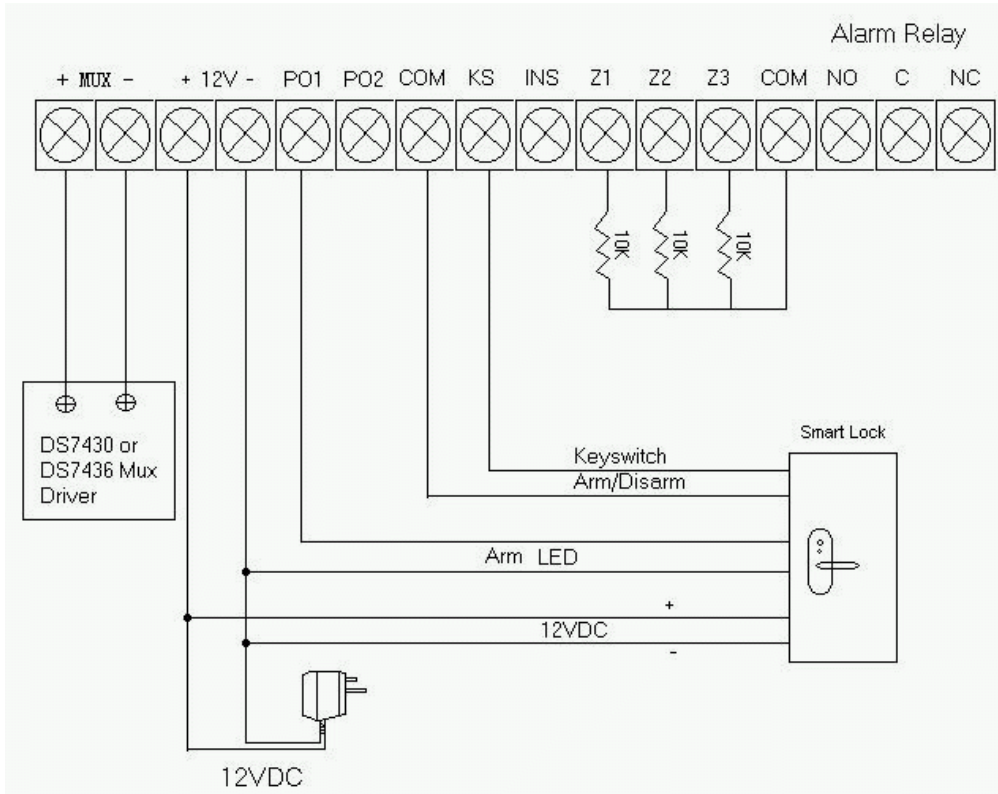 Alarm Relay
+ MUX - + 12V - PO1 PO2 COM KS INS Z1 Z2 Z3 COM NO C NC
10K 10K 10K
DS7430 or
DS7436 Mux
Driver
Smart Lock
Keyswitch
Arm/Disarm
Arm LED
+
12VDC
-
12VDC